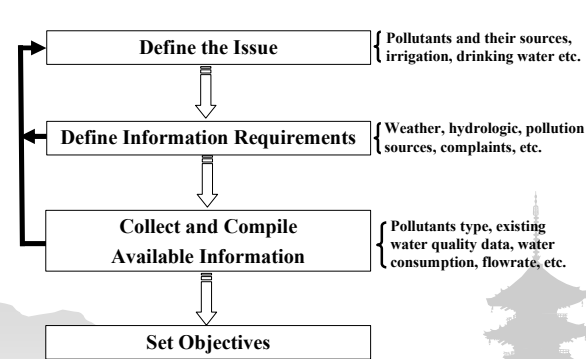 Define the Issue
Pollutants and their sources,
irrigation, drinking water etc.
Define Information Requirements
Weather, hydrologic, pollution
sources, complaints, etc.
Collect and Compile
Available Information
Pollutants type, existing
water quality data, water
consumption, flowrate, etc.
Set Objectives